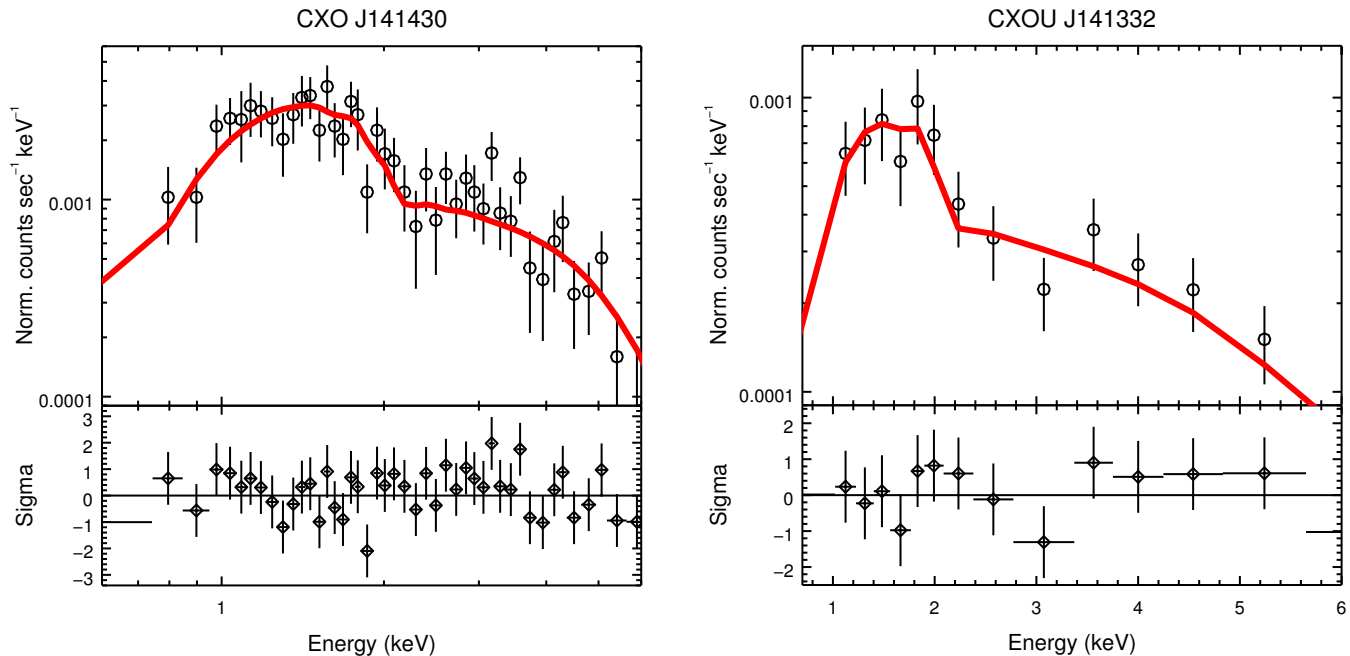 CXO J141430
CXOU J141332
Norm. counts sec⁻¹ keV⁻¹
0.001
0.0001
Sigma
3
2
1
0
−1
−2
−3
1
Energy (keV)
Norm. counts sec⁻¹ keV⁻¹
0.001
0.0001
Sigma
2
1
0
−1
−2
1 2 3 4 5 6
Energy (keV)